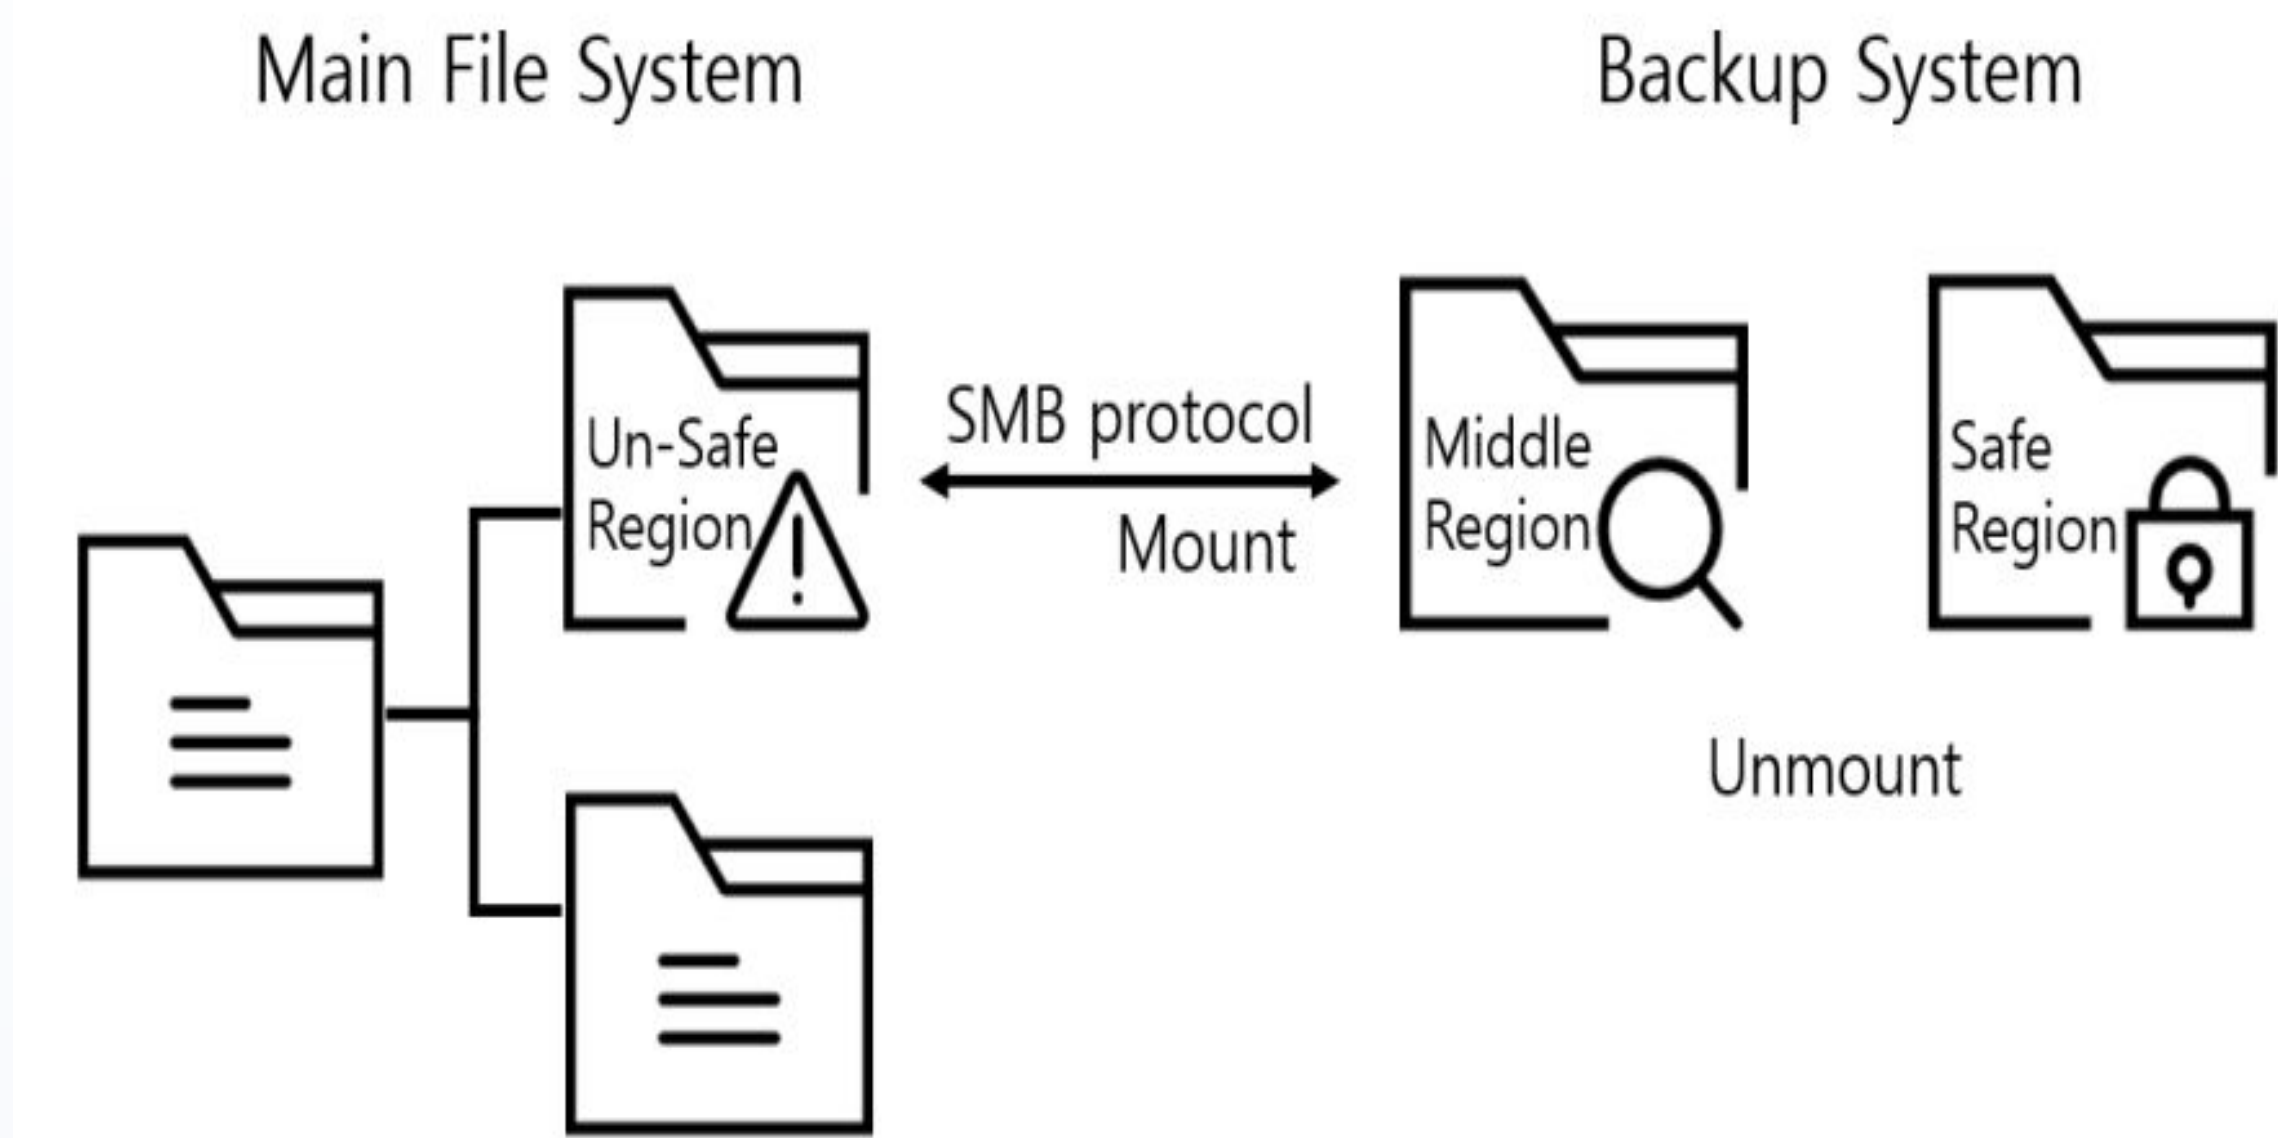 Main File System
Backup System
Un-Safe
Region
SMB protocol
Mount
Middle
Region
Safe
Region
Unmount